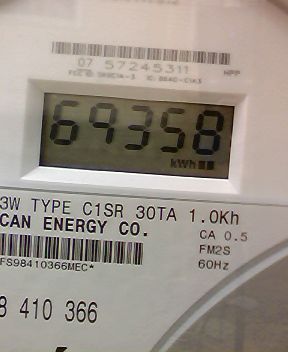 07 57245311
NPP
69358
kWh
3W TYPE C1SR 30TA 1.0Kh
CAN ENERGY CO.
CA 0.5
FM2S
FS98410366MEC*
60Hz
8 410 366